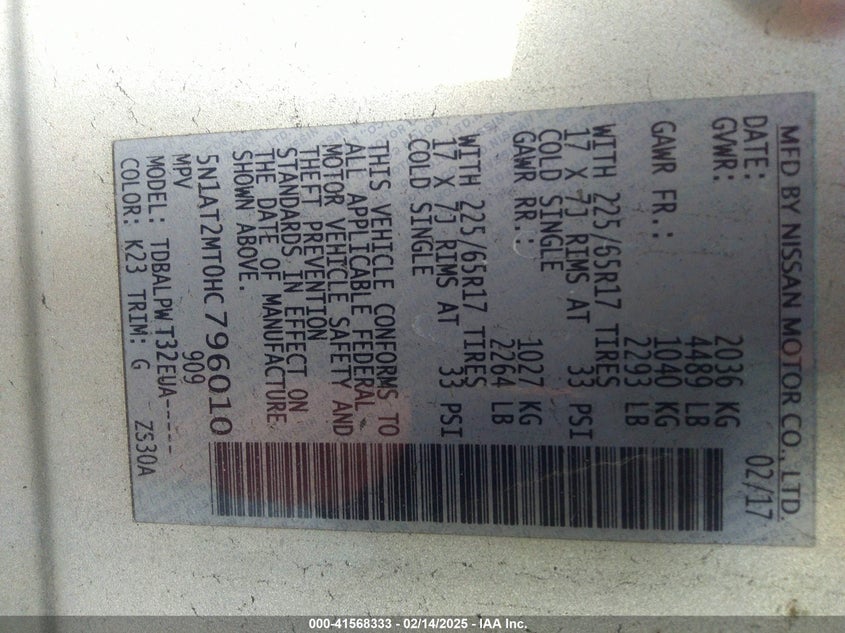 MFD BY NISSAN MOTOR CO., LTD.
DATE: 02/17
GVWR: 2036 KG
4489 LB
GAWR FR.: 1040 KG
2293 LB
WITH 225/65R17 TIRES
17 X 7J RIMS AT 33 PSI
COLD SINGLE
GAWR RR.: 1027 KG
2264 LB
WITH 225/65R17 TIRES
17 X 7J RIMS AT 33 PSI
COLD SINGLE
THIS VEHICLE CONFORMS TO
ALL APPLICABLE FEDERAL
MOTOR VEHICLE SAFETY AND
THEFT PREVENTION
STANDARDS IN EFFECT ON
THE DATE OF MANUFACTURE
SHOWN ABOVE.
5N1AT2MT0HC796010
MPV 909
MODEL: TDBALPWT32EUA-----
COLOR: K23 TRIM: G ZS30A
000-41568333 - 02/14/2025 - IAA Inc.